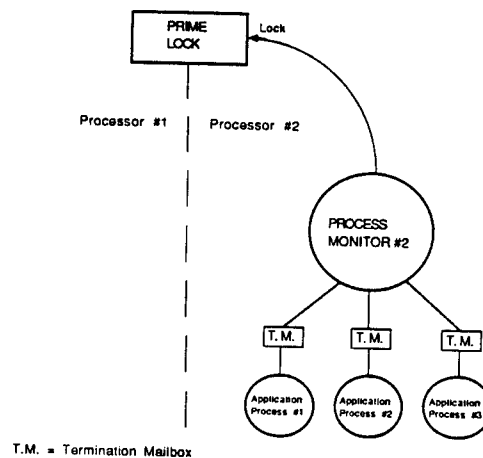 PRIME
LOCK
Lock
Processor #1
Processor #2
PROCESS
MONITOR #2
T. M.
T. M.
T. M.
Application
Process #1
Application
Process #2
Application
Process #3
T.M. = Termination Mailbox